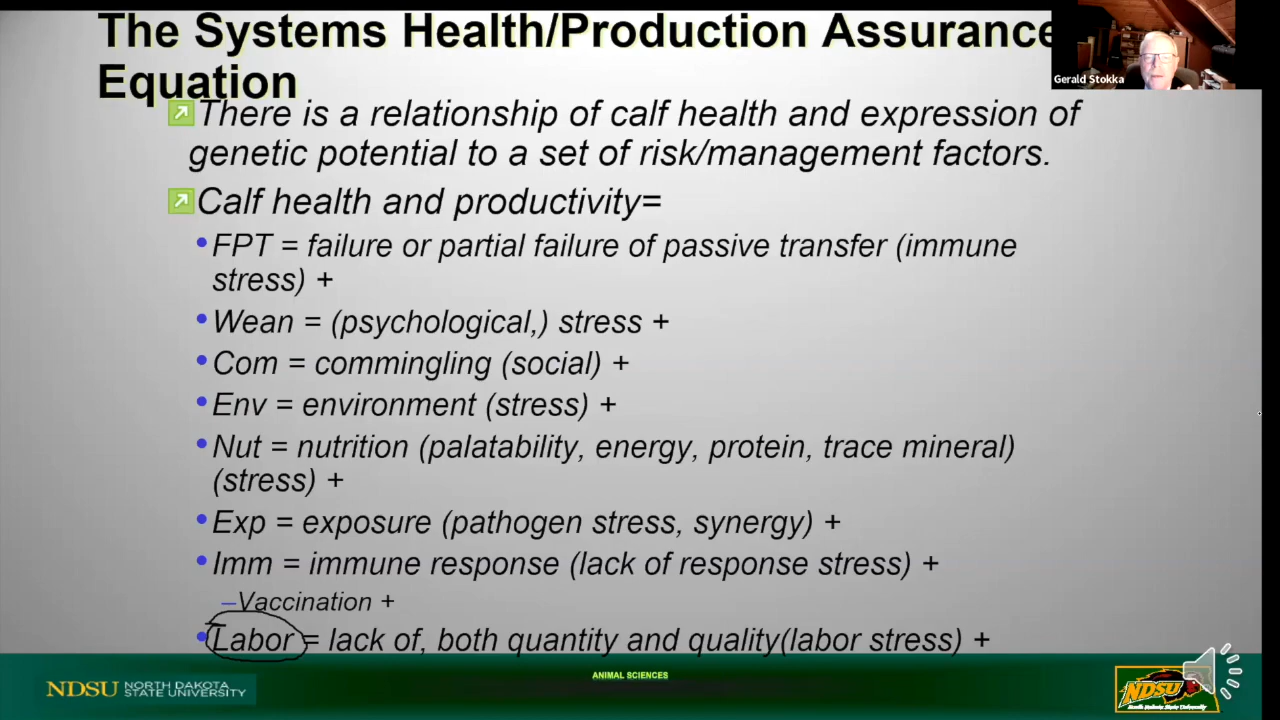 The Systems Health/Production Assurance
Equation
Gerald Stokka
There is a relationship of calf health and expression of
genetic potential to a set of risk/management factors.
Calf health and productivity=
•FPT = failure or partial failure of passive transfer (immune
stress) +
•Wean = (psychological,) stress +
•Com = commingling (social) +
•Env = environment (stress) +
•Nut = nutrition (palatability, energy, protein, trace mineral)
(stress) +
•Exp = exposure (pathogen stress, synergy) +
•Imm = immune response (lack of response stress) +
–Vaccination +
•Labor = lack of, both quantity and quality(labor stress) +
ANIMAL SCIENCES
NDSU NORTH DAKOTA
STATE UNIVERSITY
NDSU
North Dakota State University